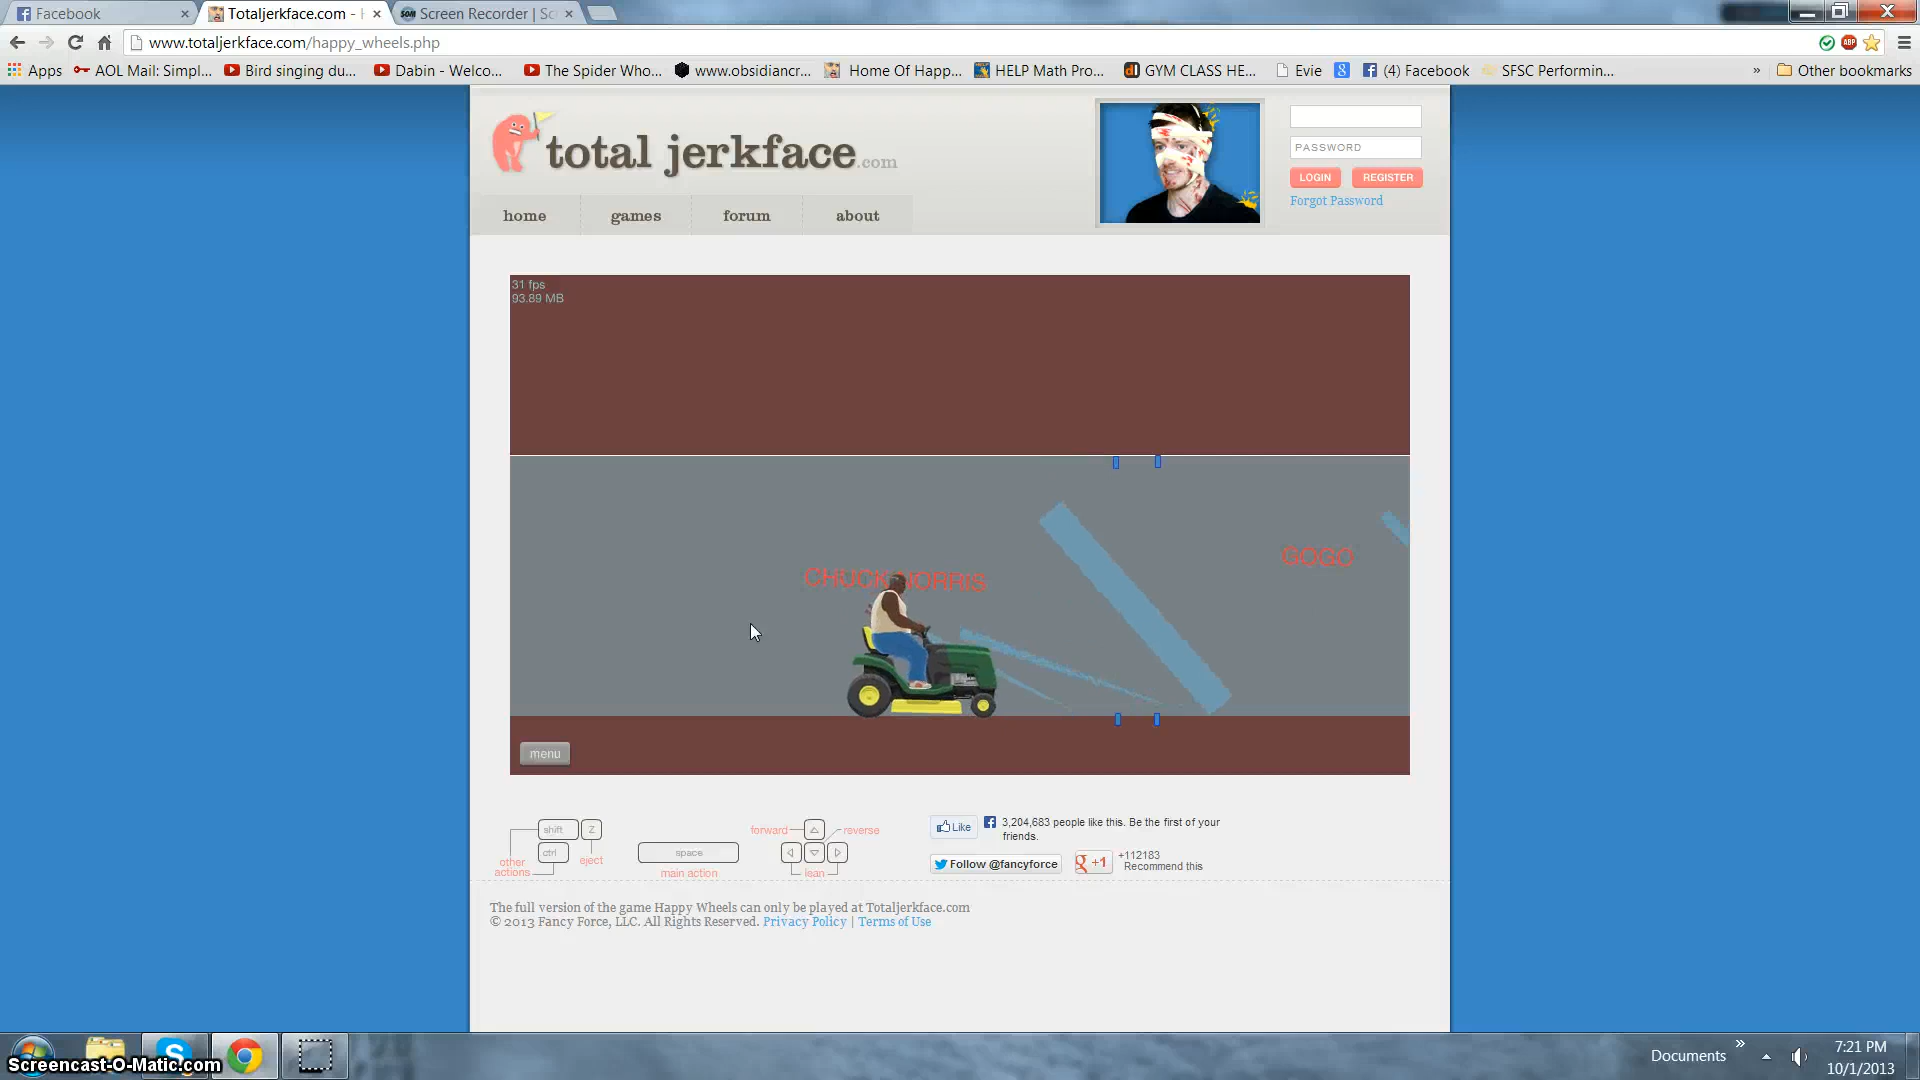 Facebook
Totaljerkface.com -
Screen Recorder | Sc
www.totaljerkface.com/happy_wheels.php
Apps
AOL Mail: Simpl...
Bird singing du...
Dabin - Welco...
The Spider Who...
www.obsidiancr...
Home Of Happ...
HELP Math Pro...
GYM CLASS HE...
Evie
(4) Facebook
SFSC Performin...
»
Other bookmarks
total jerkface.com
PASSWORD
LOGIN
REGISTER
Forgot Password
home
games
forum
about
31 fps
93.89 MB
CHUCK NORRIS
GOGO
menu
shift
Z
ctrl
other
actions
eject
space
main action
forward
reverse
lean
Like
3,204,683 people like this. Be the first of your
friends.
Follow @fancyforce
+1
+112183
Recommend this
The full version of the game Happy Wheels can only be played at Totaljerkface.com
© 2013 Fancy Force, LLC. All Rights Reserved. Privacy Policy | Terms of Use
Screencast-O-Matic.com
Documents
»
7:21 PM
10/1/2013